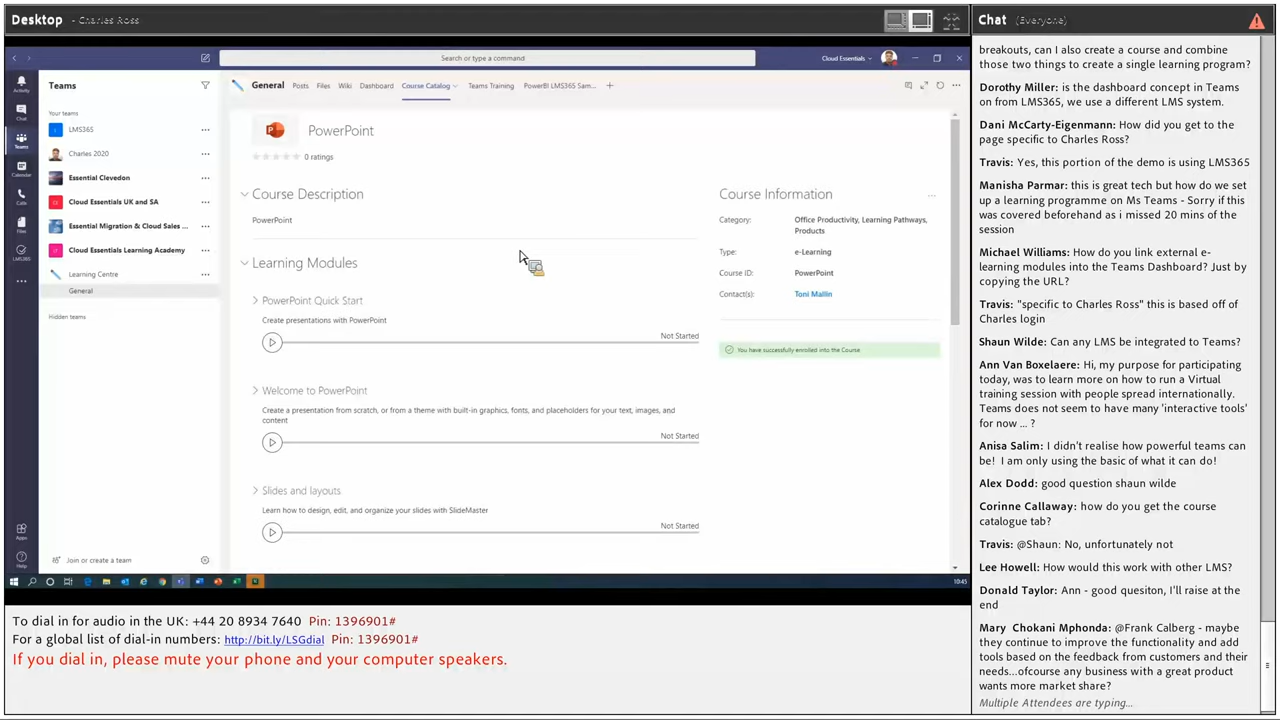 Desktop - Charles Ross
Search or type a command
Cloud Essentials
Activity
Chat
Teams
Calendar
Calls
Files
LMS365
Apps
Help
Teams
Your teams
LMS365
Charles 2020
Essential Clevedon
Cloud Essentials UK and SA
Essential Migration & Cloud Sales ...
Cloud Essentials Learning Academy
Learning Centre
General
Hidden teams
Join or create a team
General Posts Files Wiki Dashboard Course Catalog Teams Training PowerBI LMS365 Sam...
PowerPoint
0 ratings
Course Description
PowerPoint
Learning Modules
PowerPoint Quick Start
Create presentations with PowerPoint
Not Started
Welcome to PowerPoint
Create a presentation from scratch, or from a theme with built-in graphics, fonts, and placeholders for your text, images, and
content
Not Started
Slides and layouts
Learn how to design, edit, and organize your slides with SlideMaster
Not Started
Course Information
Category: Office Productivity, Learning Pathways,
Products
Type: e-Learning
Course ID: PowerPoint
Contact(s): Toni Mallin
You have successfully enrolled into the Course
10:45
To dial in for audio in the UK: +44 20 8934 7640 Pin: 1396901#
For a global list of dial-in numbers: http://bit.ly/LSGdial Pin: 1396901#
If you dial in, please mute your phone and your computer speakers.
Chat (Everyone)
breakouts, can I also create a course and combine
those two things to create a single learning program?
Dorothy Miller: is the dashboard concept in Teams
on from LMS365, we use a different LMS system.
Dani McCarty-Eigenmann: How did you get to the
page specific to Charles Ross?
Travis: Yes, this portion of the demo is using LMS365
Manisha Parmar: this is great tech but how do we set
up a learning programme on Ms Teams - Sorry if this
was covered beforehand as i missed 20 mins of the
session
Michael Williams: How do you link external e-
learning modules into the Teams Dashboard? Just by
copying the URL?
Travis: "specific to Charles Ross" this is based off of
Charles login
Shaun Wilde: Can any LMS be integrated to Teams?
Ann Van Boxelaere: Hi, my purpose for participating
today, was to learn more on how to run a Virtual
training session with people spread internationally.
Teams does not seem to have many 'interactive tools'
for now ... ?
Anisa Salim: I didn't realise how powerful teams can
be! I am only using the basic of what it can do!
Alex Dodd: good question shaun wilde
Corinne Callaway: how do you get the course
catalogue tab?
Travis: @Shaun: No, unfortunately not
Lee Howell: How would this work with other LMS?
Donald Taylor: Ann - good quesiton, I'll raise at the
end
Mary Chokani Mphonda: @Frank Calberg - maybe
they continue to improve the functionality and add
tools based on the feedback from customers and their
needs...ofcourse any business with a great product
wants more market share?
Multiple Attendees are typing...